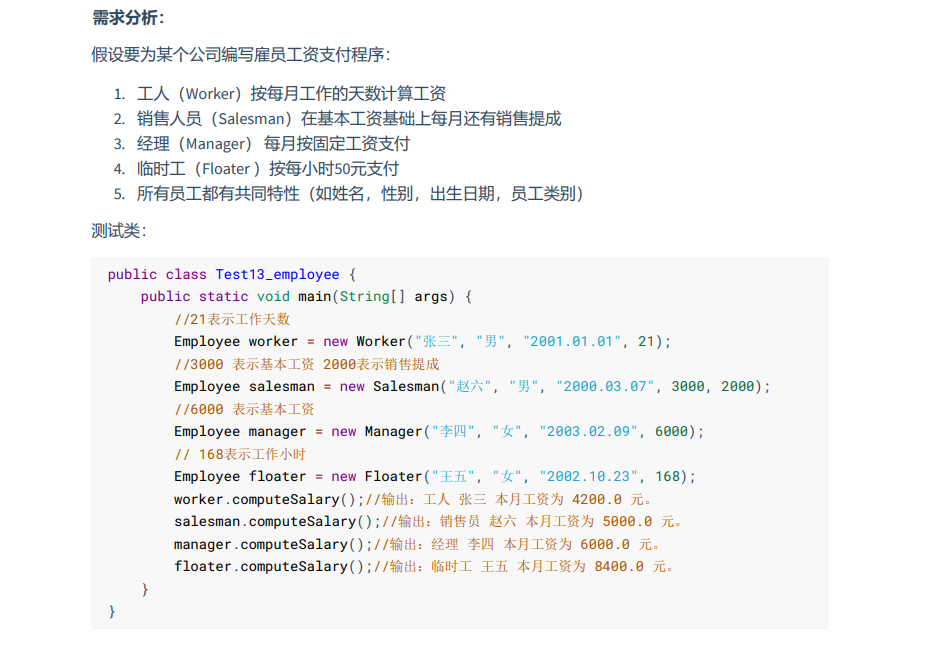 需求分析：
假设要为某个公司编写雇员工资支付程序：
1. 工人（Worker）按每月工作的天数计算工资
2. 销售人员（Salesman）在基本工资基础上每月还有销售提成
3. 经理（Manager） 每月按固定工资支付
4. 临时工（Floater ）按每小时50元支付
5. 所有员工都有共同特性（如姓名，性别，出生日期，员工类别）
测试类：
public class Test13_employee {
    public static void main(String[] args) {
        //21表示工作天数
        Employee worker = new Worker("张三", "男", "2001.01.01", 21);
        //3000 表示基本工资 2000表示销售提成
        Employee salesman = new Salesman("赵六", "男", "2000.03.07", 3000, 2000);
        //6000 表示基本工资
        Employee manager = new Manager("李四", "女", "2003.02.09", 6000);
        // 168表示工作小时
        Employee floater = new Floater("王五", "女", "2002.10.23", 168);
        worker.computeSalary();//输出：工人 张三 本月工资为 4200.0 元。
        salesman.computeSalary();//输出：销售员 赵六 本月工资为 5000.0 元。
        manager.computeSalary();//输出：经理 李四 本月工资为 6000.0 元。
        floater.computeSalary();//输出：临时工 王五 本月工资为 8400.0 元。
    }
}